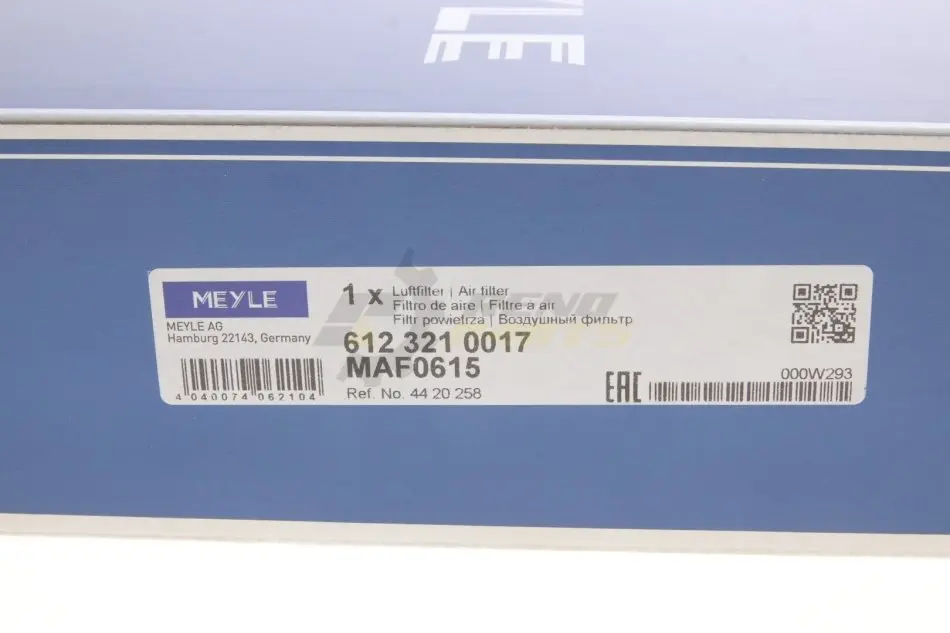 MEYLE
MEYLE AG
Hamburg 22143, Germany
4 040074 062104
1 x Luftfilter | Air filter
Filtro de aire | Filtre a air
Filtr powietrza | Воздушный фильтр
612 321 0017
MAF0615
Ref. No. 44 20 258
EAC
000W293